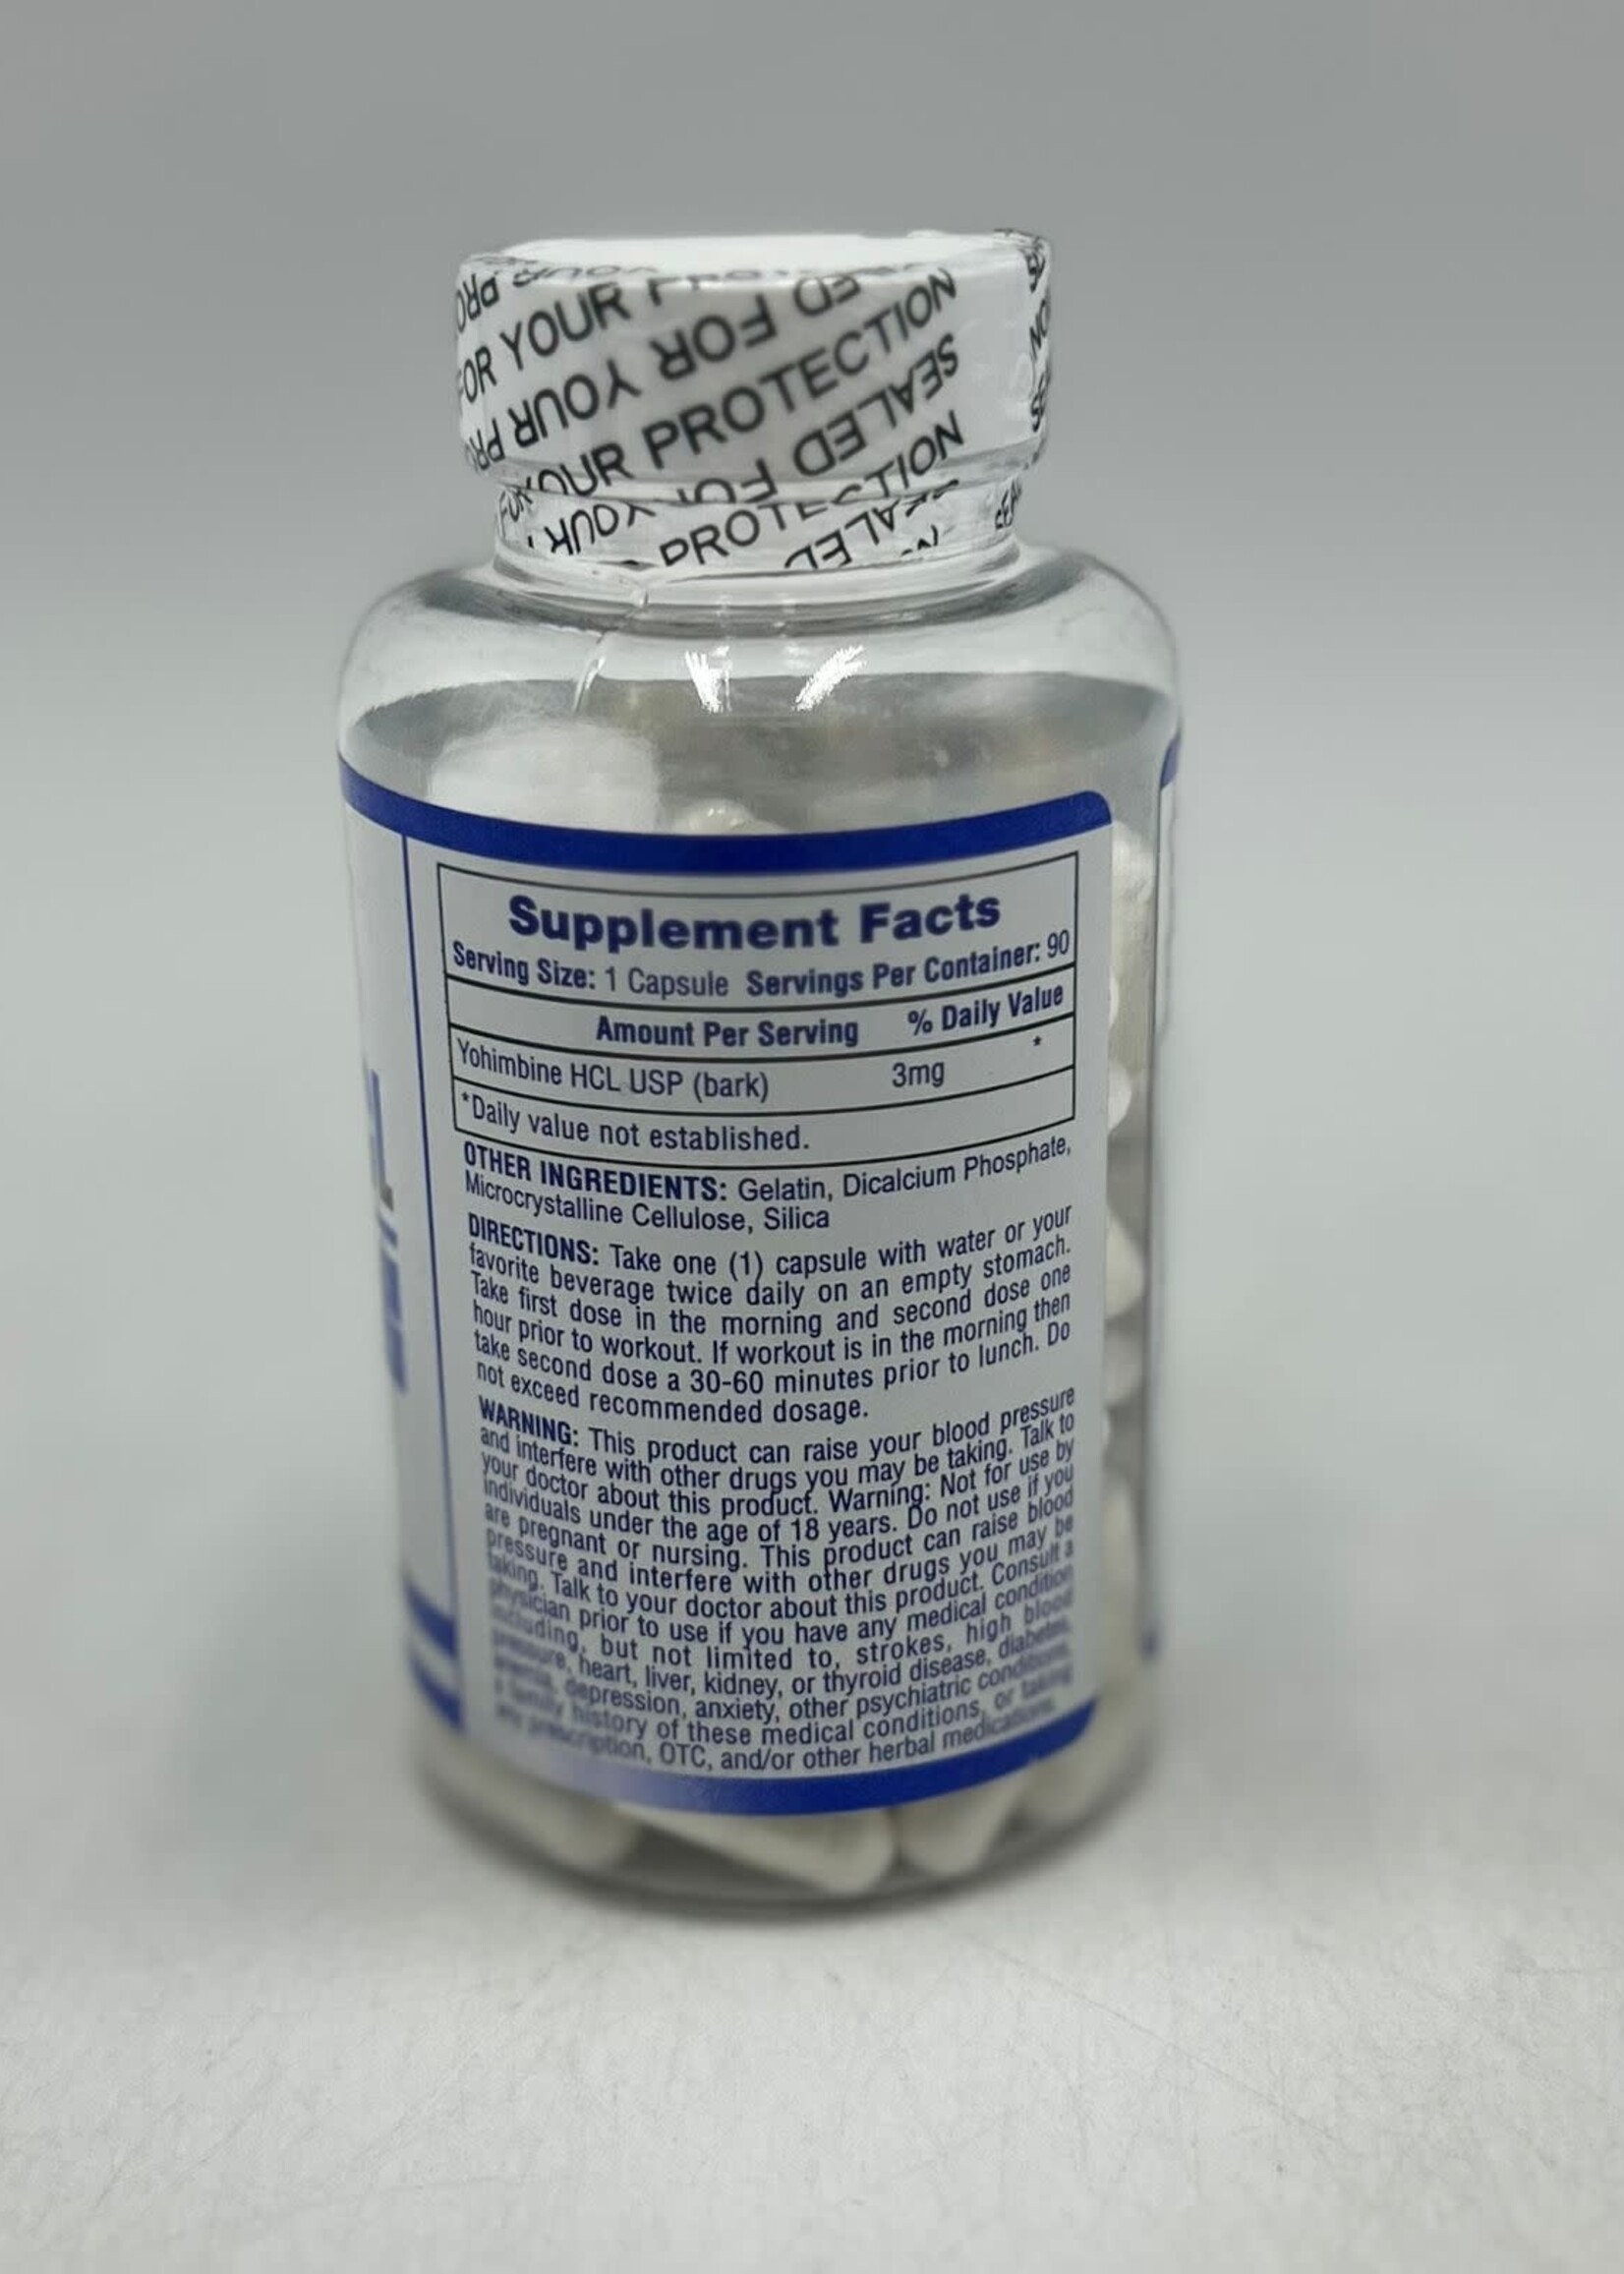 FOR YOUR
SEALED FOR YOUR
YOUR PROTECTION
SEALED FOR
PROTECTION
YOUR
SEALED
Supplement Facts
Serving Size: 1 Capsule Servings Per Container: 90
Amount Per Serving % Daily Value
Yohimbine HCL USP (bark) 3mg *
*Daily value not established.
OTHER INGREDIENTS: Gelatin, Dicalcium Phosphate,
Microcrystalline Cellulose, Silica
DIRECTIONS: Take one (1) capsule with water or your
favorite beverage twice daily on an empty stomach.
Take first dose in the morning and second dose one
hour prior to workout. If workout is in the morning then
take second dose a 30-60 minutes prior to lunch. Do
not exceed recommended dosage.
WARNING: This product can raise your blood pressure
and interfere with other drugs you may be taking. Talk to
your doctor about this product. Warning: Not for use by
individuals under the age of 18 years. Do not use if you
are pregnant or nursing. This product can raise blood
pressure and interfere with other drugs you may be
taking. Talk to your doctor about this product. Consult a
physician prior to use if you have any medical condition
including, but not limited to, strokes, high blood
pressure, heart, liver, kidney, or thyroid disease, diabetes,
anemia, depression, anxiety, other psychiatric conditions,
a family history of these medical conditions, or taking
any prescription, OTC, and/or other herbal medications.